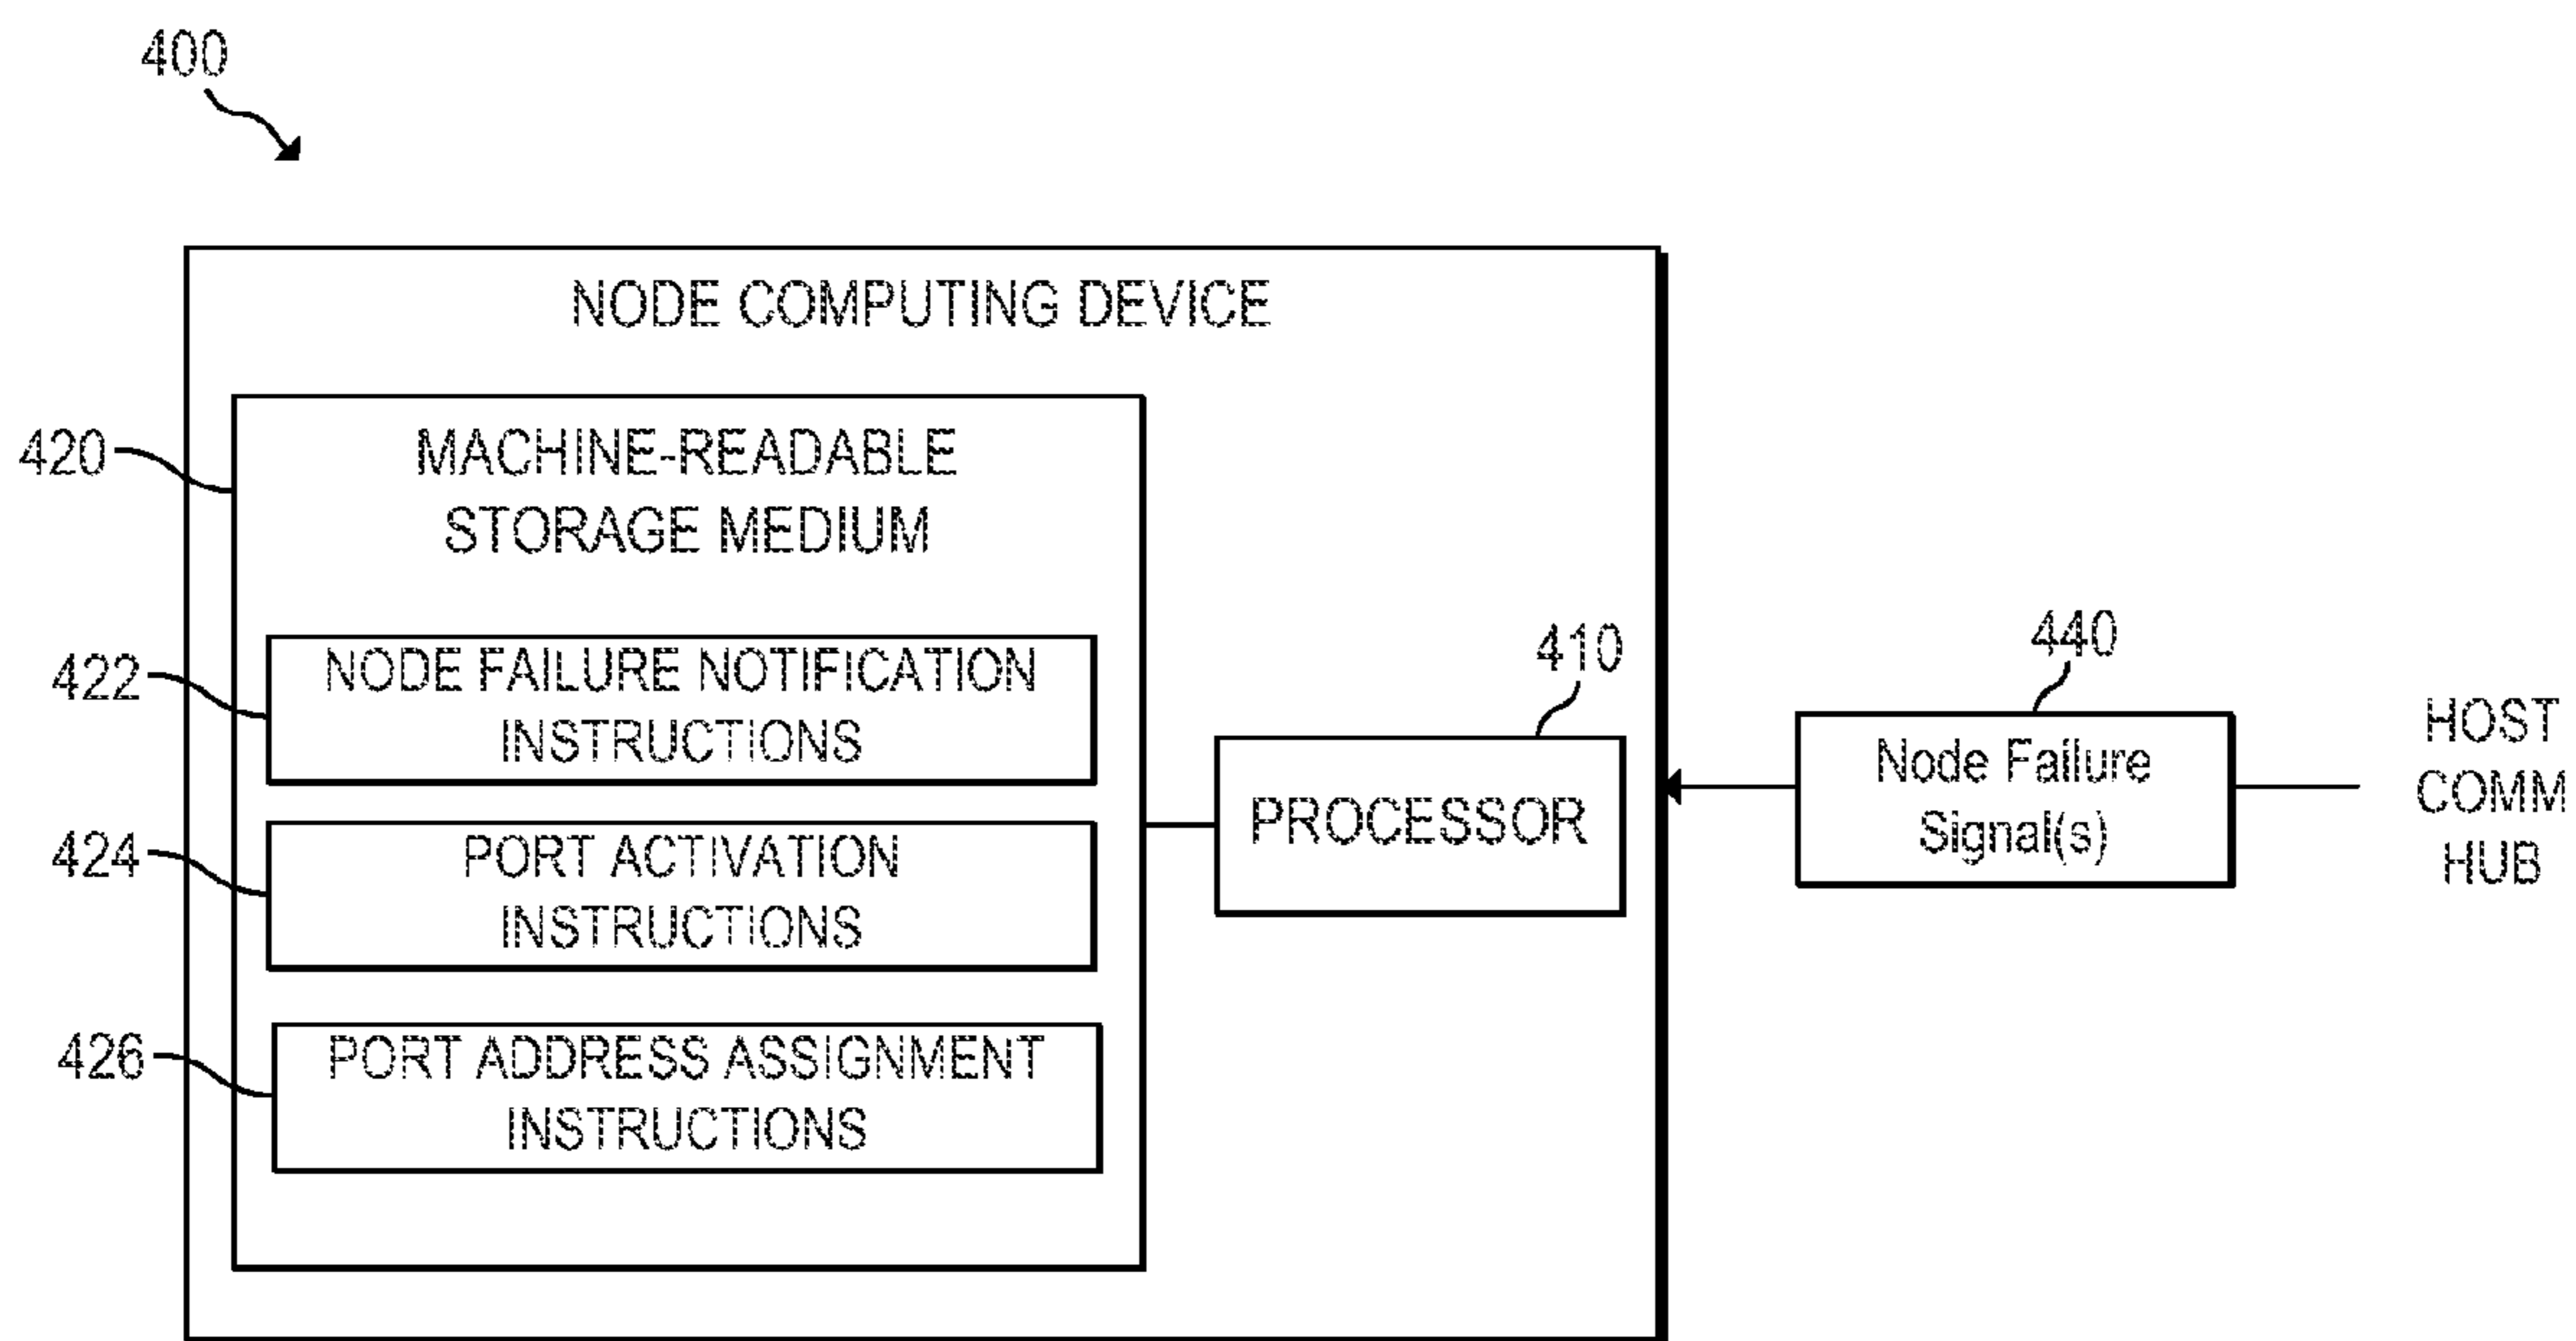 400
NODE COMPUTING DEVICE
420
MACHINE-READABLE
STORAGE MEDIUM
422
NODE FAILURE NOTIFICATION
INSTRUCTIONS
424
PORT ACTIVATION
INSTRUCTIONS
426
PORT ADDRESS ASSIGNMENT
INSTRUCTIONS
410
PROCESSOR
440
Node Failure
Signal(s)
HOST
COMM
HUB